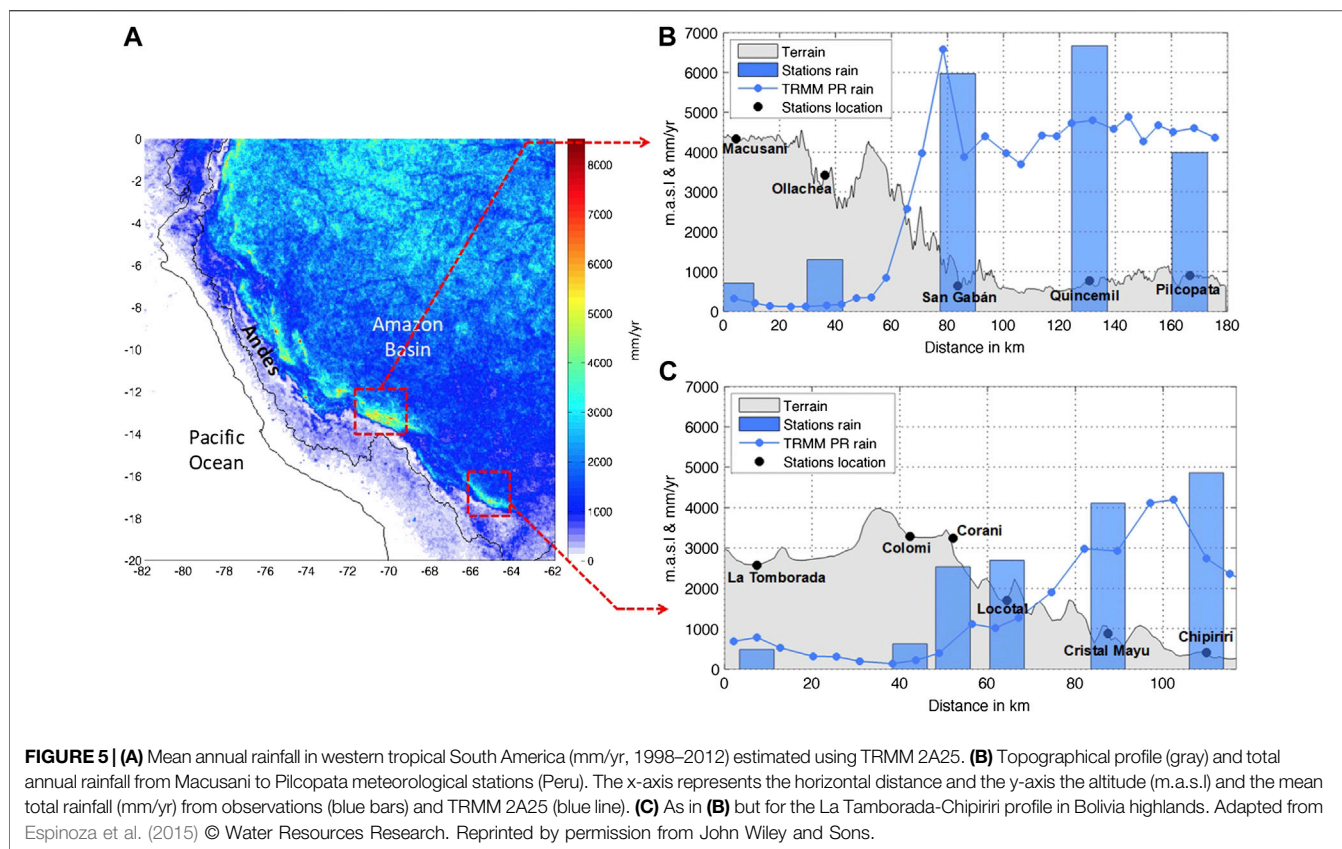 A
0
-2
-4
-6
-8
-10
-12
-14
-16
-18
-20
-82
-80
-78
-76
-74
-72
-70
-68
-66
-64
-62
Andes
Amazon
Basin
Pacific
Ocean
8000
7000
6000
5000
4000
3000
2000
1000
0
mm/yr
B
7000
6000
5000
4000
3000
2000
1000
0
m.a.s.l & mm/yr
Terrain
Stations rain
TRMM PR rain
Stations location
Macusani
Ollachea
San Gabán
Quincemil
Pilcopata
0
20
40
60
80
100
120
140
160
180
Distance in km
C
7000
6000
5000
4000
3000
2000
1000
0
m.a.s.l & mm/yr
Terrain
Stations rain
TRMM PR rain
Stations location
La Tomborada
Colomi
Corani
Locotal
Cristal Mayu
Chipiriri
0
20
40
60
80
100
Distance in km
FIGURE 5 | (A) Mean annual rainfall in western tropical South America (mm/yr, 1998–2012) estimated using TRMM 2A25. (B) Topographical profile (gray) and total
annual rainfall from Macusani to Pilcopata meteorological stations (Peru). The x-axis represents the horizontal distance and the y-axis the altitude (m.a.s.l) and the mean
total rainfall (mm/yr) from observations (blue bars) and TRMM 2A25 (blue line). (C) As in (B) but for the La Tamborada-Chipiriri profile in Bolivia highlands. Adapted from
Espinoza et al. (2015) © Water Resources Research. Reprinted by permission from John Wiley and Sons.